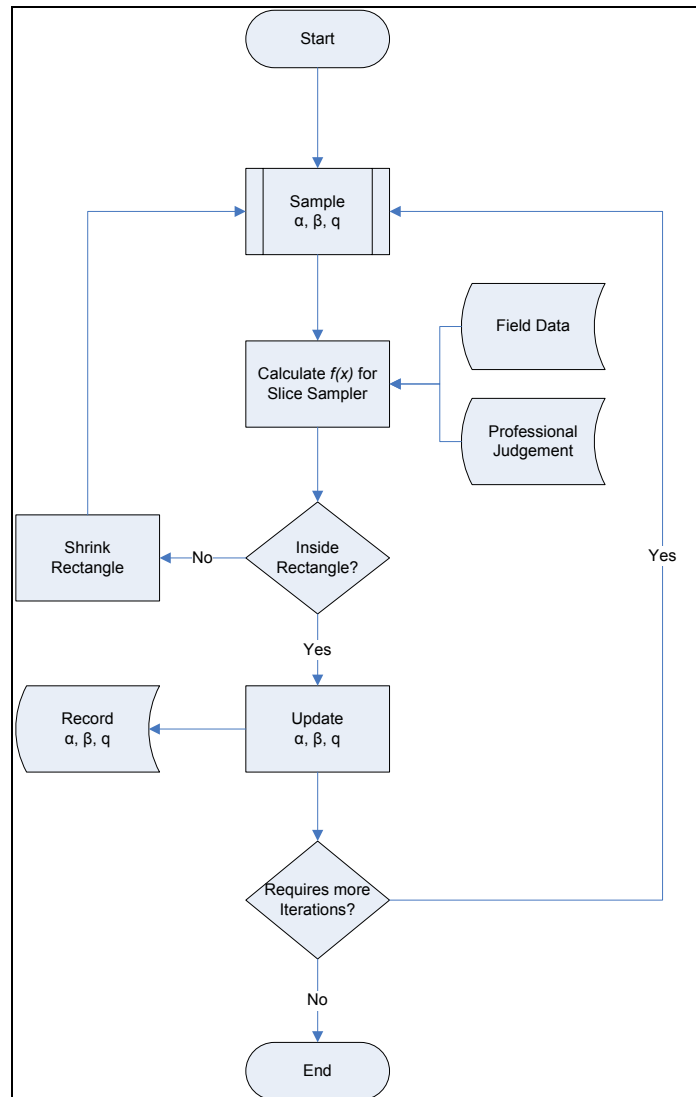 Start
Sample
α, β, q
Calculate f(x) for
Slice Sampler
Field Data
Professional
Judgement
Inside
Rectangle?
No
Shrink
Rectangle
Yes
Yes
Update
α, β, q
Record
α, β, q
Requires more
Iterations?
No
End